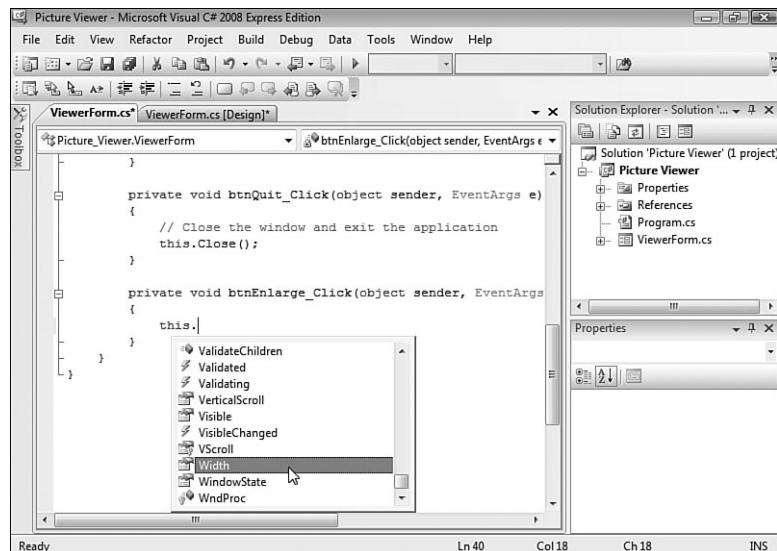 Picture Viewer - Microsoft Visual C# 2008 Express Edition
File Edit View Refactor Project Build Debug Data Tools Window Help
Toolbox
ViewerForm.cs* ViewerForm.cs [Design]*
Picture_Viewer.ViewerForm btnEnlarge_Click(object sender, EventArgs e
}
private void btnQuit_Click(object sender, EventArgs e)
{
// Close the window and exit the application
this.Close();
}
private void btnEnlarge_Click(object sender, EventArgs
{
this.
}
}
}
ValidateChildren
Validated
Validating
VerticalScroll
Visible
VisibleChanged
VScroll
Width
WindowState
WndProc
Solution Explorer - Solution '...
Solution 'Picture Viewer' (1 project)
Picture Viewer
Properties
References
Program.cs
ViewerForm.cs
Properties
Ready Ln 40 Col 18 Ch 18 INS